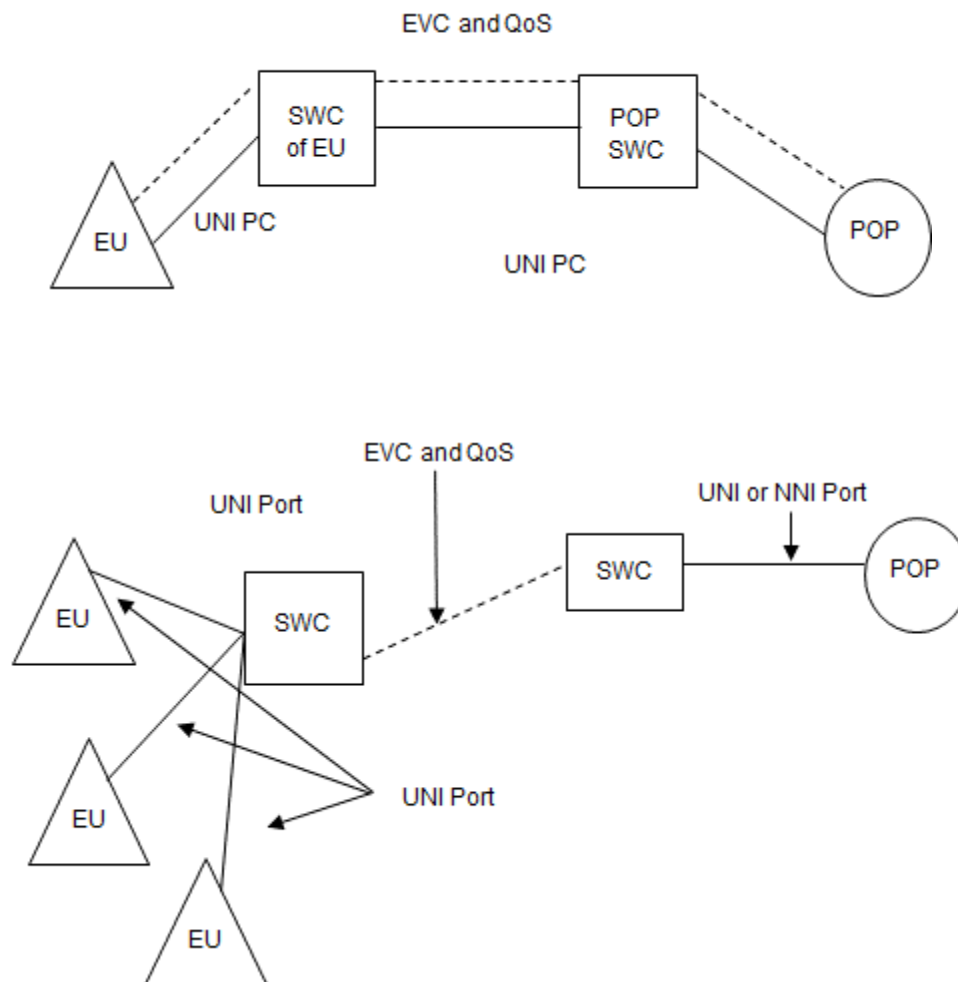 EVC and QoS
SWC
of EU
POP
SWC
UNI PC
EU
POP
UNI PC
EVC and QoS
UNI Port
UNI or NNI Port
SWC
POP
EU
SWC
UNI Port
EU
EU